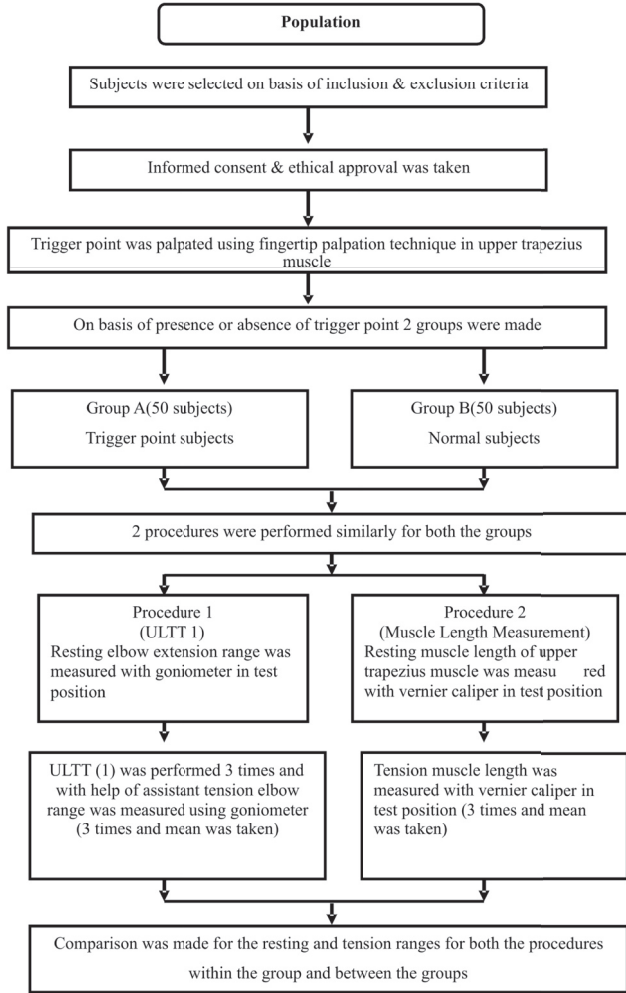 Population
Subjects were selected on basis of inclusion & exclusion criteria
Informed consent & ethical approval was taken
Trigger point was palpated using fingertip palpation technique in upper trapezius
muscle
On basis of presence or absence of trigger point 2 groups were made
Group A(50 subjects)
Trigger point subjects
Group B(50 subjects)
Normal subjects
2 procedures were performed similarly for both the groups
Procedure 1
(ULTT 1)
Resting elbow extension range was
measured with goniometer in test
position
Procedure 2
(Muscle Length Measurement)
Resting muscle length of upper
trapezius muscle was measu red
with vernier caliper in test position
ULTT (1) was performed 3 times and
with help of assistant tension elbow
range was measured using goniometer
(3 times and mean was taken)
Tension muscle length was
measured with vernier caliper in
test position (3 times and mean
was taken)
Comparison was made for the resting and tension ranges for both the procedures
within the group and between the groups